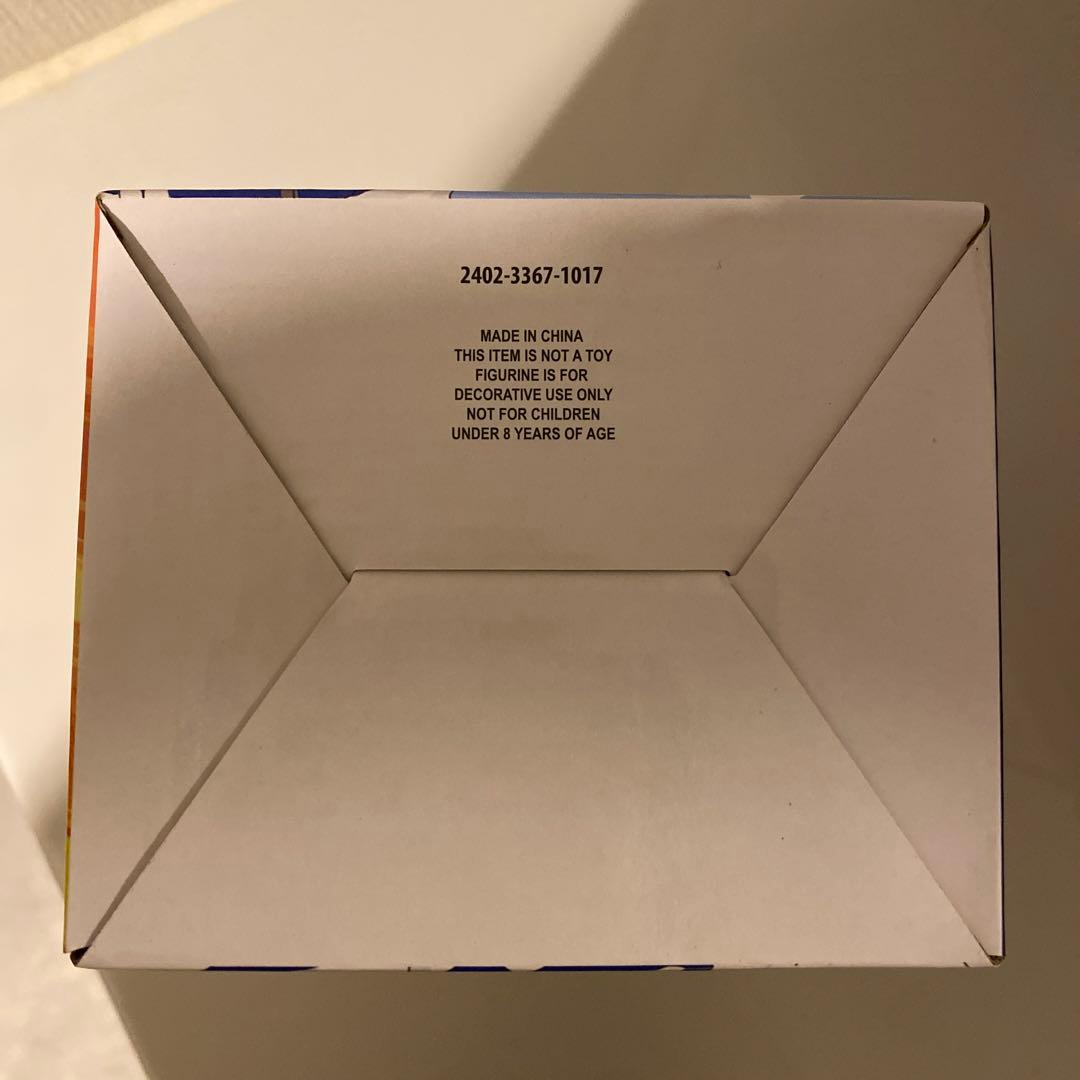 2402-3367-1017
MADE IN CHINA
THIS ITEM IS NOT A TOY
FIGURINE IS FOR
DECORATIVE USE ONLY
NOT FOR CHILDREN
UNDER 8 YEARS OF AGE